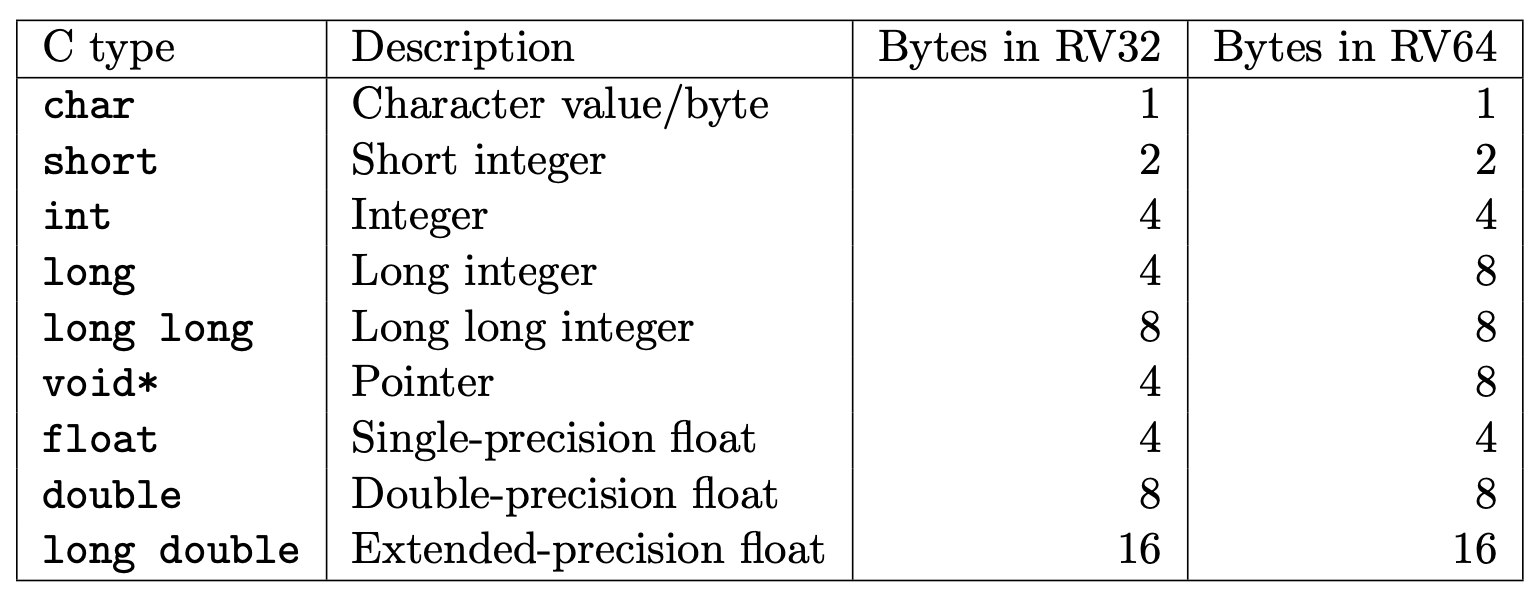 C type Description Bytes in RV32 Bytes in RV64
char Character value/byte 1 1
short Short integer 2 2
int Integer 4 4
long Long integer 4 8
long long Long long integer 8 8
void* Pointer 4 8
float Single-precision float 4 4
double Double-precision float 8 8
long double Extended-precision float 16 16